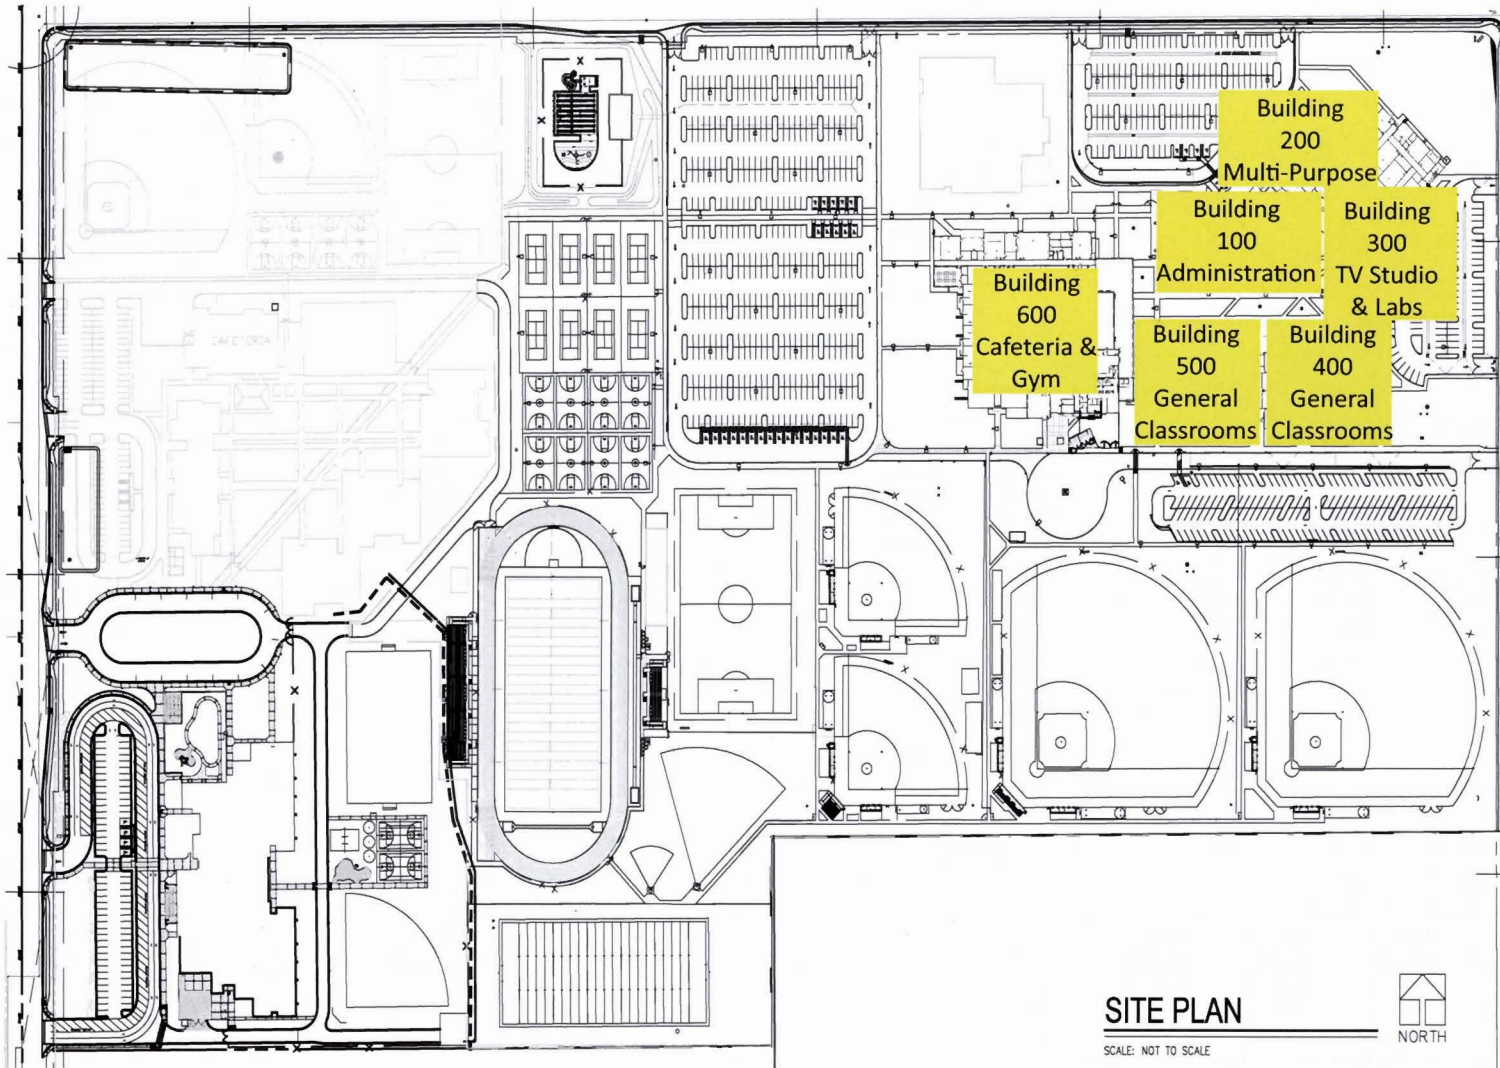 Building
200
Multi-Purpose
Building
100
Administration
Building
300
TV Studio
& Labs
Building
600
Cafeteria &
Gym
Building
500
General
Classrooms
Building
400
General
Classrooms
CAFETERIA
SITE PLAN
SCALE: NOT TO SCALE
NORTH